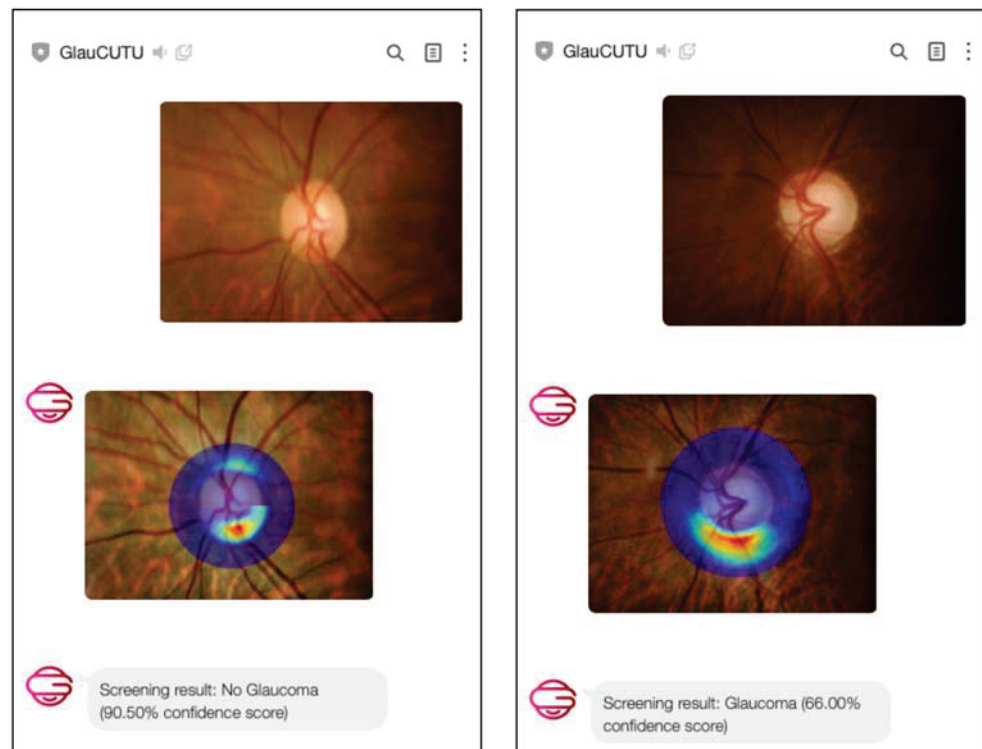 GlauCUTU
Screening result: No Glaucoma
(90.50% confidence score)
GlauCUTU
Screening result: Glaucoma (66.00%
confidence score)